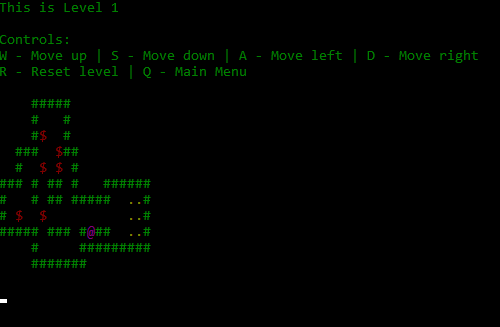 This is Level 1

Controls:
W - Move up | S - Move down | A - Move left | D - Move right
R - Reset level | Q - Main Menu

    #####
    #   #
    #$  #
  ###  $##
  #  $ $ #
### # ## #   ######
#   # ## #####  ..#
# $  $          ..#
##### ### #@##  ..#
    #     #########
    #######